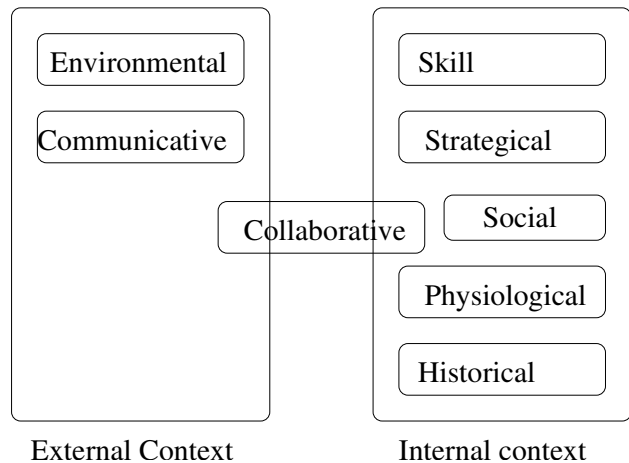 Environmental
Communicative
Collaborative
External Context
Skill
Strategical
Social
Physiological
Historical
Internal context